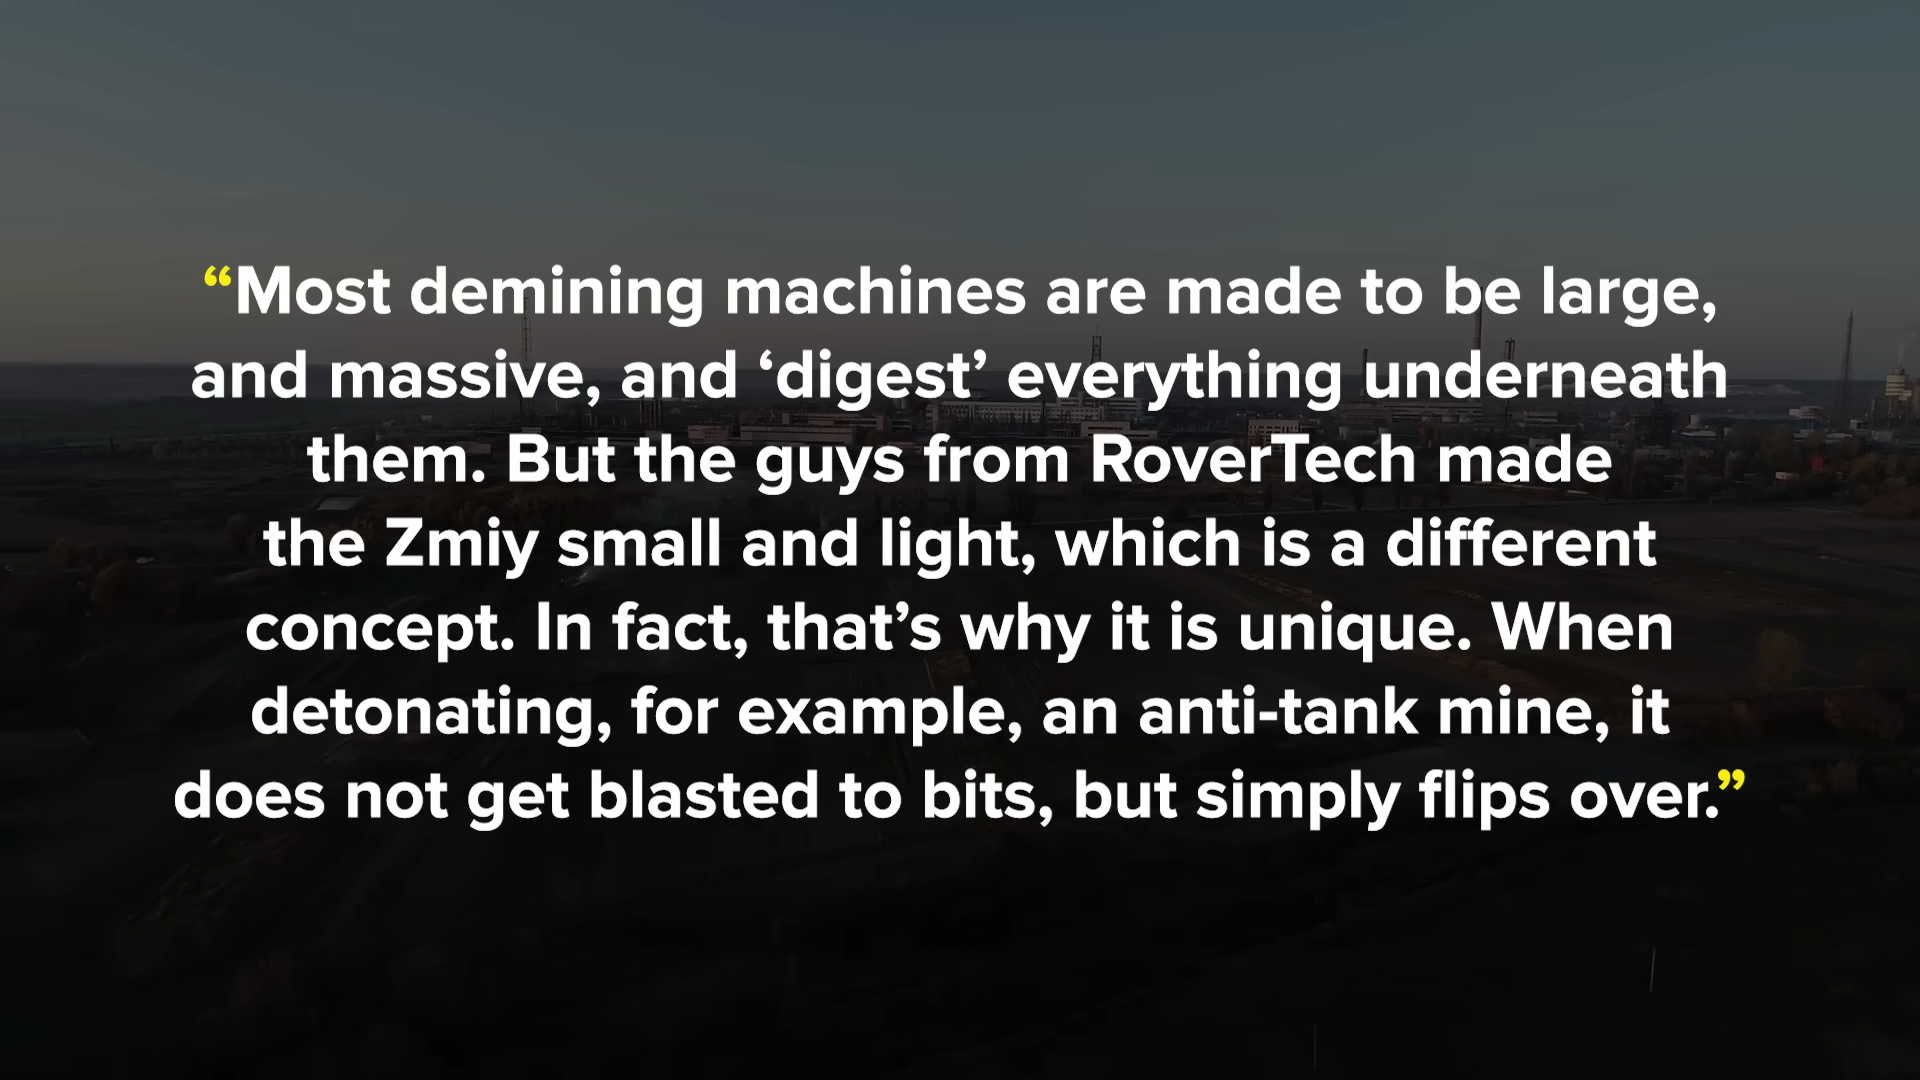 “Most demining machines are made to be large,
and massive, and ‘digest’ everything underneath
them. But the guys from RoverTech made
the Zmiy small and light, which is a different
concept. In fact, that’s why it is unique. When
detonating, for example, an anti-tank mine, it
does not get blasted to bits, but simply flips over.”